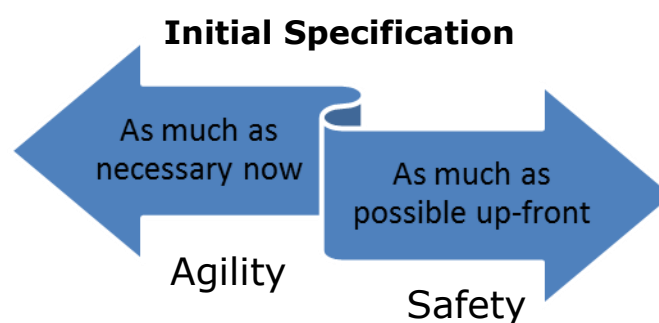 Initial Specification
As much as
necessary now
As much as
possible up-front
Agility
Safety